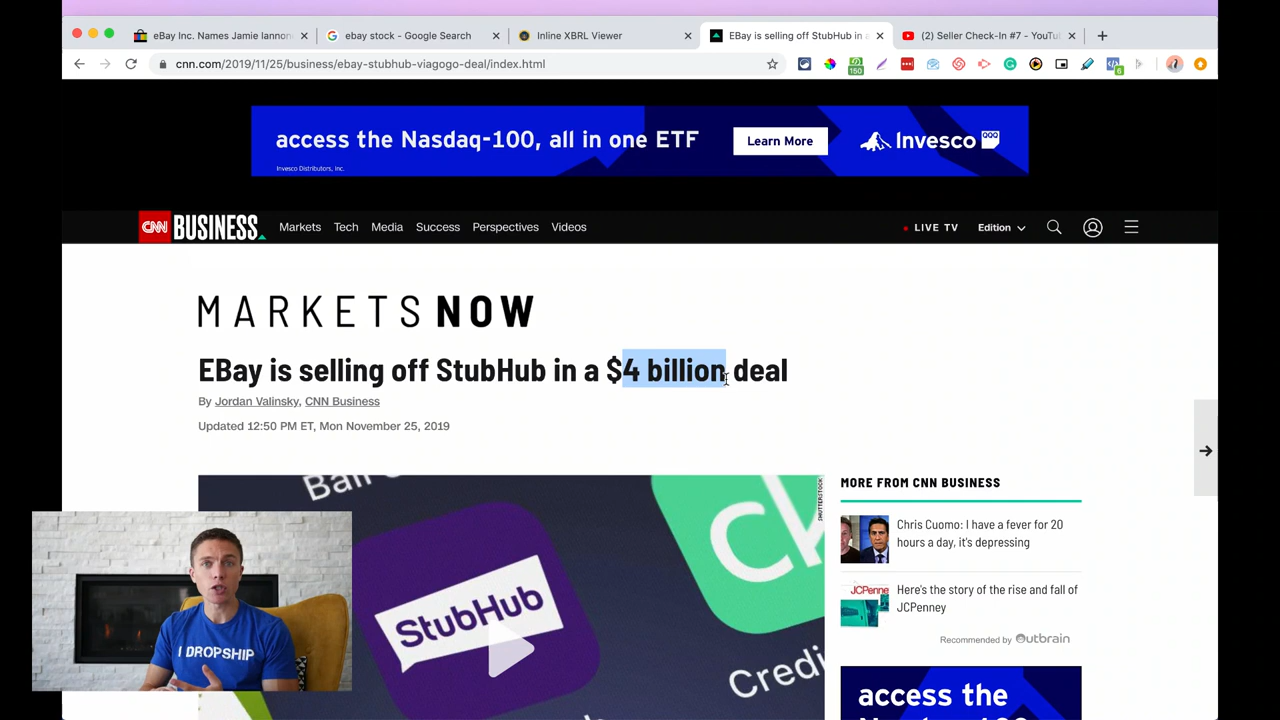 eBay Inc. Names Jamie Iannon
ebay stock - Google Search
Inline XBRL Viewer
EBay is selling off StubHub in a
(2) Seller Check-In #7 - YouTu
cnn.com/2019/11/25/business/ebay-stubhub-viagogo-deal/index.html
150
6
access the Nasdaq-100, all in one ETF
Learn More
Invesco QQQ
Invesco Distributors, Inc.
CNN BUSINESS
Markets Tech Media Success Perspectives Videos
LIVE TV
Edition
MARKETS NOW
EBay is selling off StubHub in a $4 billion deal
By Jordan Valinsky, CNN Business
Updated 12:50 PM ET, Mon November 25, 2019
SHUTTERSTOCK
StubHub
ck
Credi
I DROPSHIP
MORE FROM CNN BUSINESS
Chris Cuomo: I have a fever for 20
hours a day, it's depressing
JCPenne
Here's the story of the rise and fall of
JCPenney
Recommended by Outbrain
access the